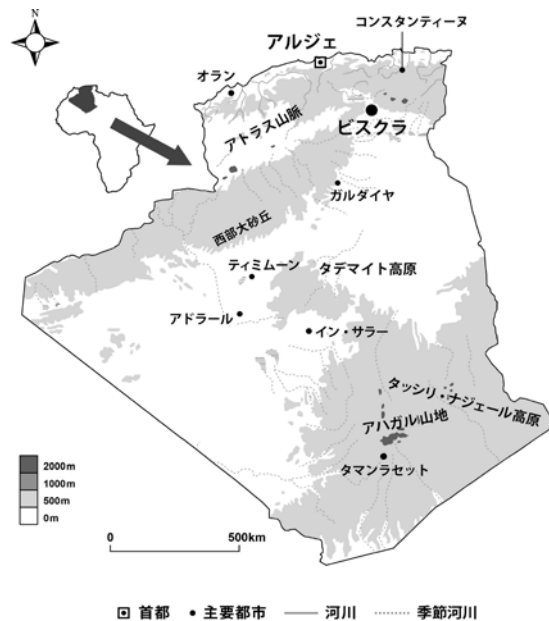 N
コンスタンティーヌ
アルジェ
オラン
アトラス山脈
ビスクラ
ガルダイヤ
西部大砂丘
ティミムーン
タデマイト高原
アドラール
イン・サラー
タッシリ・ナジェール高原
アハガル山地
タマンラセット
2000m
1000m
500m
0m
0 500km
首都 主要都市 河川 季節河川